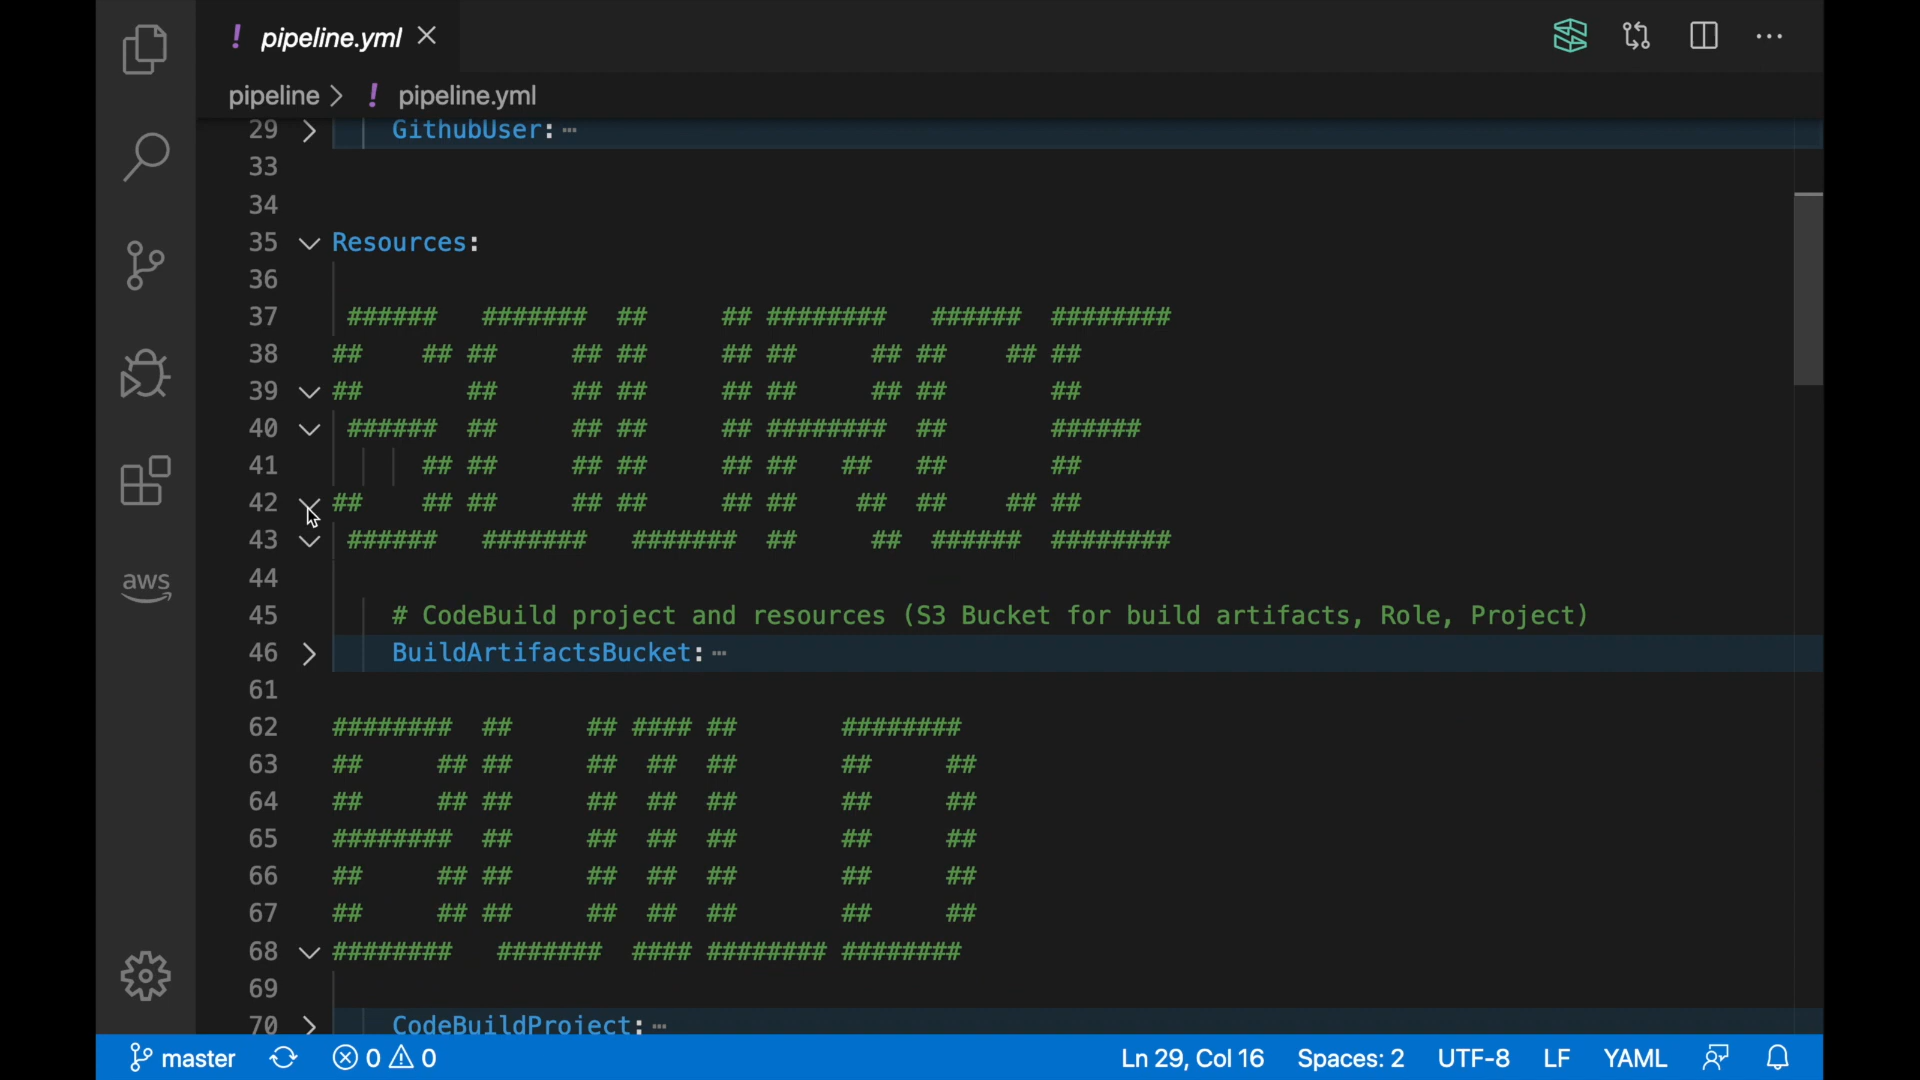 ! pipeline.yml
pipeline > ! pipeline.yml
29 GithubUser: ⋯
33
34
35 Resources:
36
37  ######   #######  ##     ## ########   ###### ########
38 ##    ## ##     ## ##     ## ##     ## ##    ## ##
39 ##       ##     ## ##     ## ##     ## ##       ##
40  ######  ##     ## ##     ## ########  ##       ######
41       ## ##     ## ##     ## ##   ##   ##       ##
42 ##    ## ##     ## ##     ## ##    ##  ##    ## ##
43  ######   #######   #######  ##     ##  ######  ########
44
45 # CodeBuild project and resources (S3 Bucket for build artifacts, Role, Project)
46 BuildArtifactsBucket: ⋯
61
62 ########  ##     ## #### ##       ########
63 ##     ## ##     ##  ##  ##       ##     ##
64 ##     ## ##     ##  ##  ##       ##     ##
65 ########  ##     ##  ##  ##       ##     ##
66 ##     ## ##     ##  ##  ##       ##     ##
67 ##     ## ##     ##  ##  ##       ##     ##
68 ########   #######  #### ######## ########
69
70 CodeBuildProject: ⋯
aws
master 0 0 Ln 29, Col 16 Spaces: 2 UTF-8 LF YAML